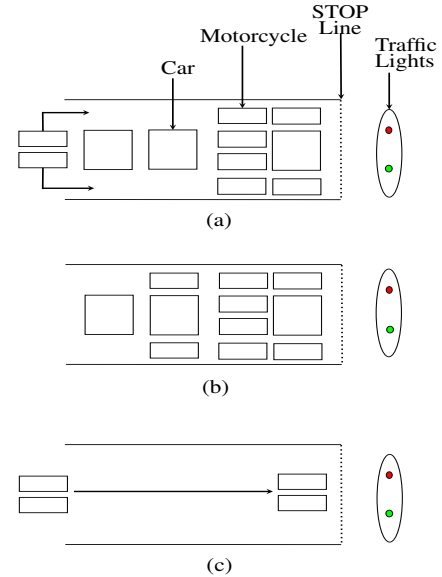 STOP
Line
Motorcycle
Traffic
Lights
Car
(a)
(b)
(c)